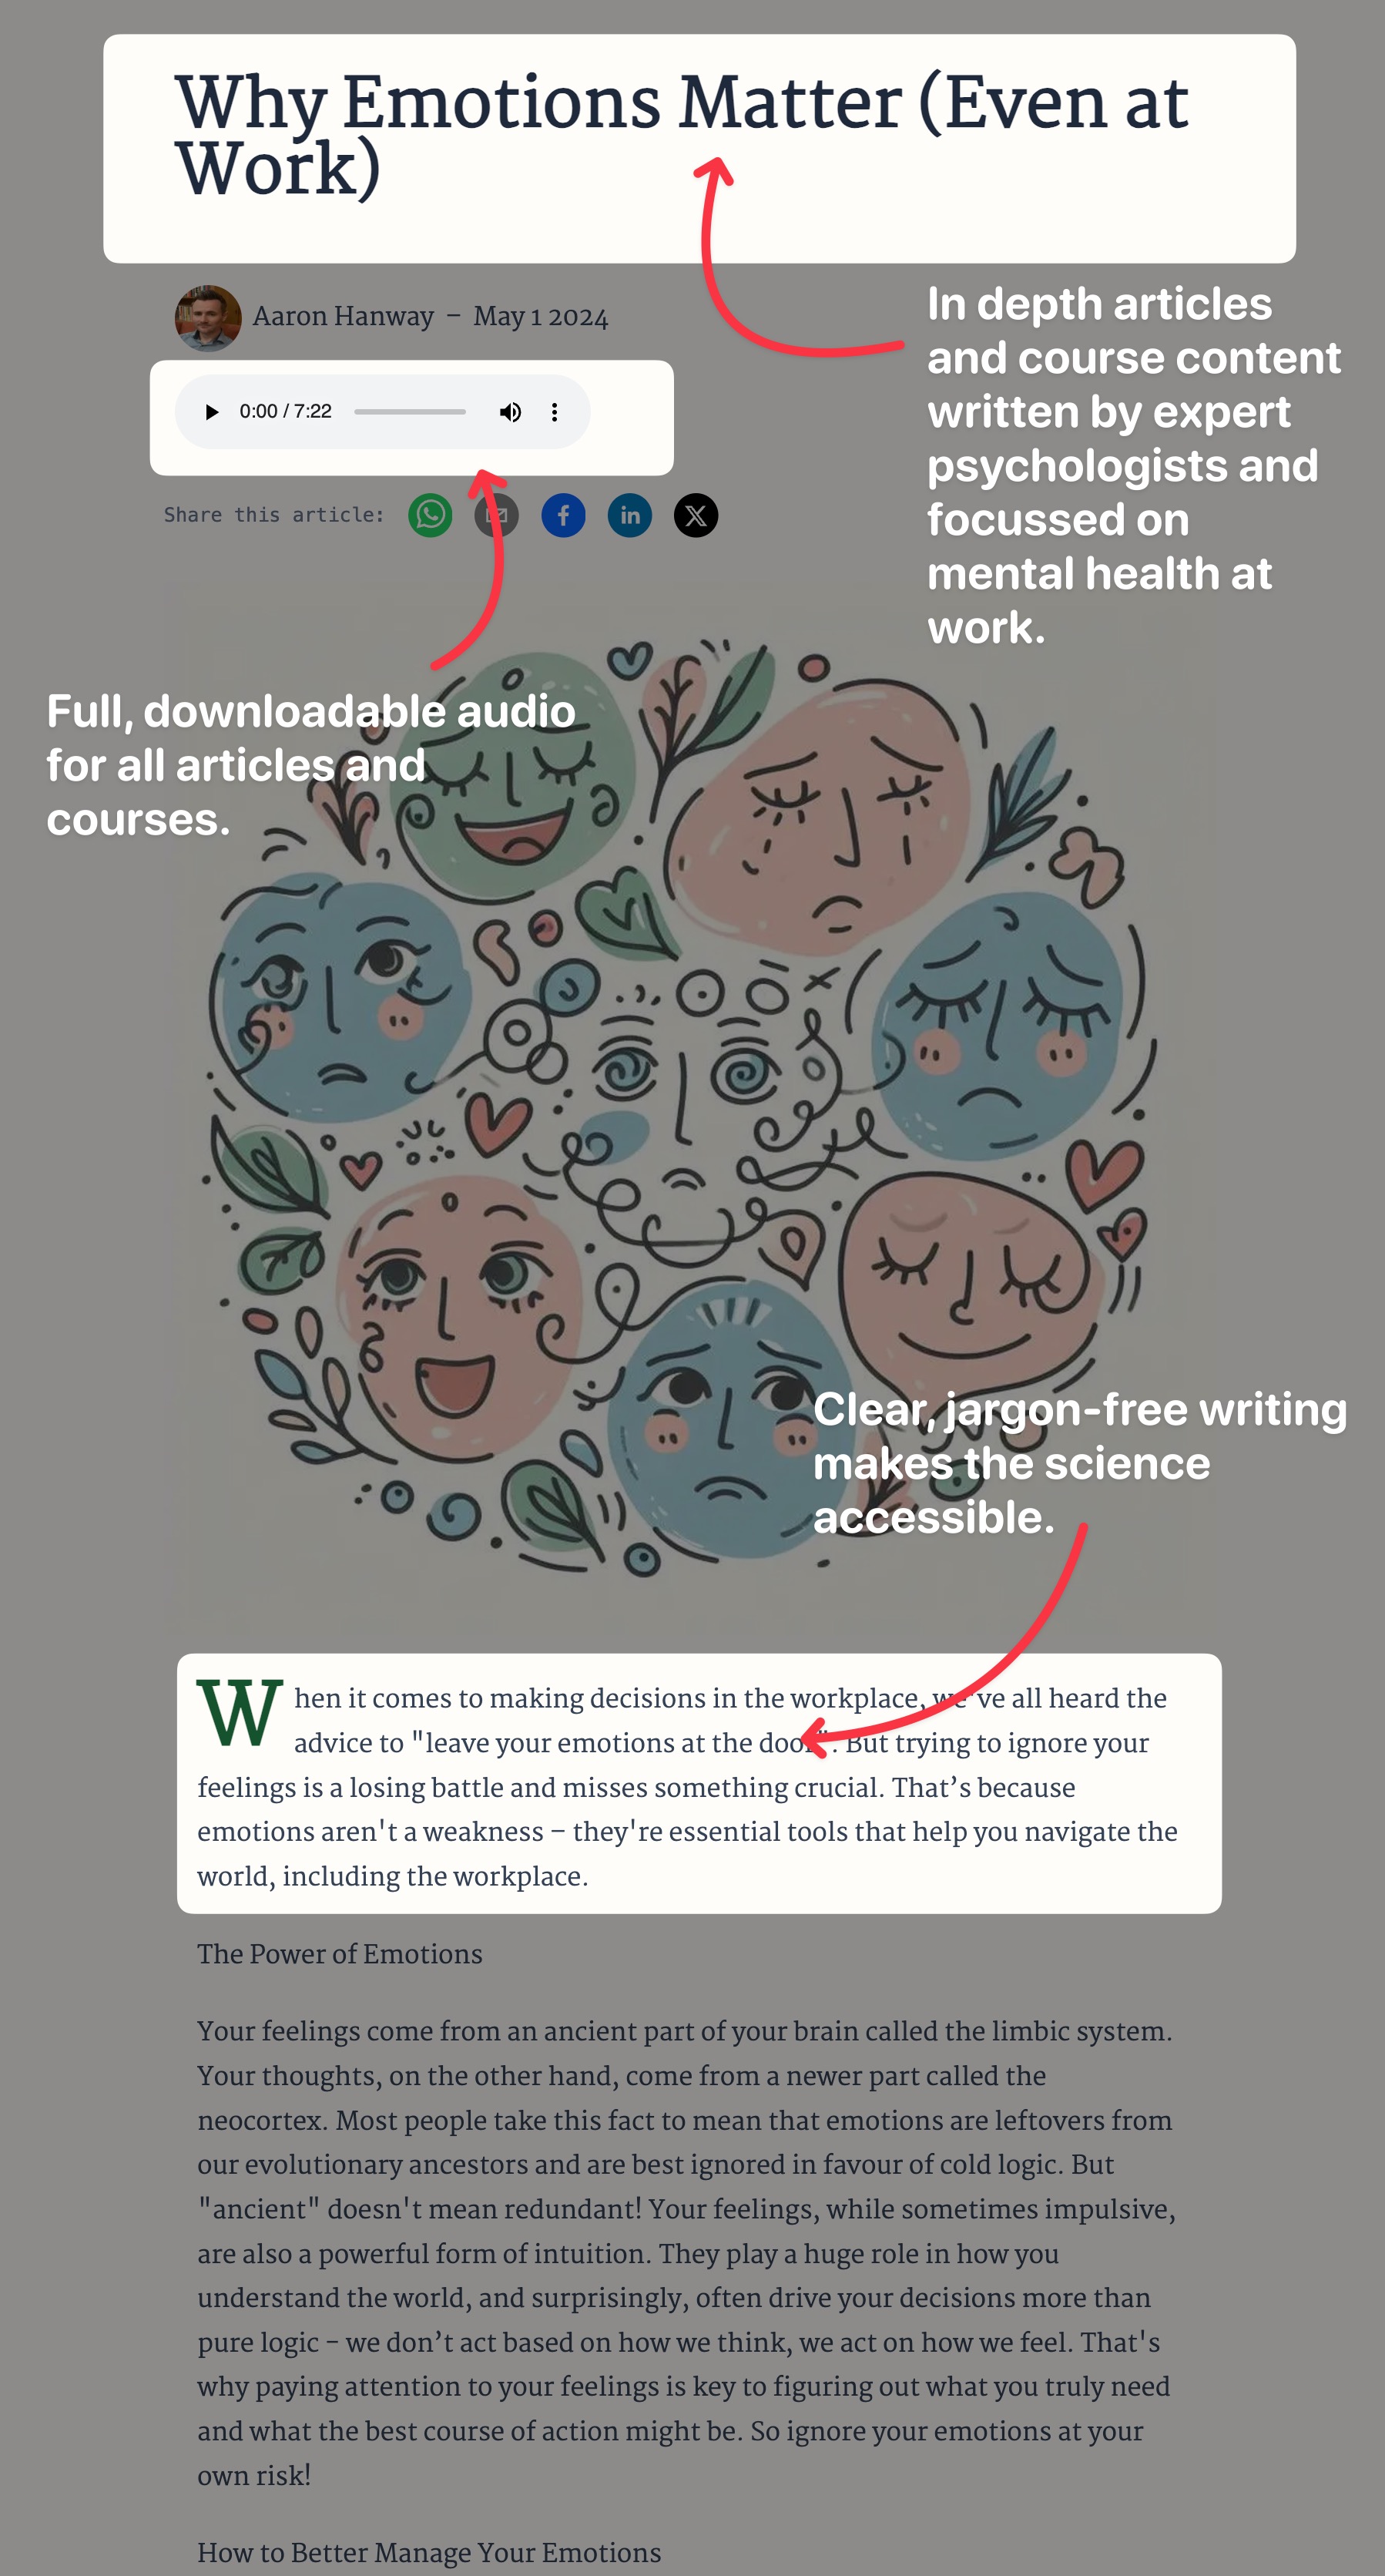 Why Emotions Matter (Even at
Work)
Aaron Hanway – May 1 2024
0:00 / 7:22
Share this article:
In depth articles
and course content
written by expert
psychologists and
focussed on
mental health at
work.
Full, downloadable audio
for all articles and
courses.
Clear, jargon-free writing
makes the science
accessible.
When it comes to making decisions in the workplace, we've all heard the
advice to "leave your emotions at the door". But trying to ignore your
feelings is a losing battle and misses something crucial. That’s because
emotions aren't a weakness – they're essential tools that help you navigate the
world, including the workplace.
The Power of Emotions
Your feelings come from an ancient part of your brain called the limbic system.
Your thoughts, on the other hand, come from a newer part called the
neocortex. Most people take this fact to mean that emotions are leftovers from
our evolutionary ancestors and are best ignored in favour of cold logic. But
"ancient" doesn't mean redundant! Your feelings, while sometimes impulsive,
are also a powerful form of intuition. They play a huge role in how you
understand the world, and surprisingly, often drive your decisions more than
pure logic – we don’t act based on how we think, we act on how we feel. That's
why paying attention to your feelings is key to figuring out what you truly need
and what the best course of action might be. So ignore your emotions at your
own risk!
How to Better Manage Your Emotions